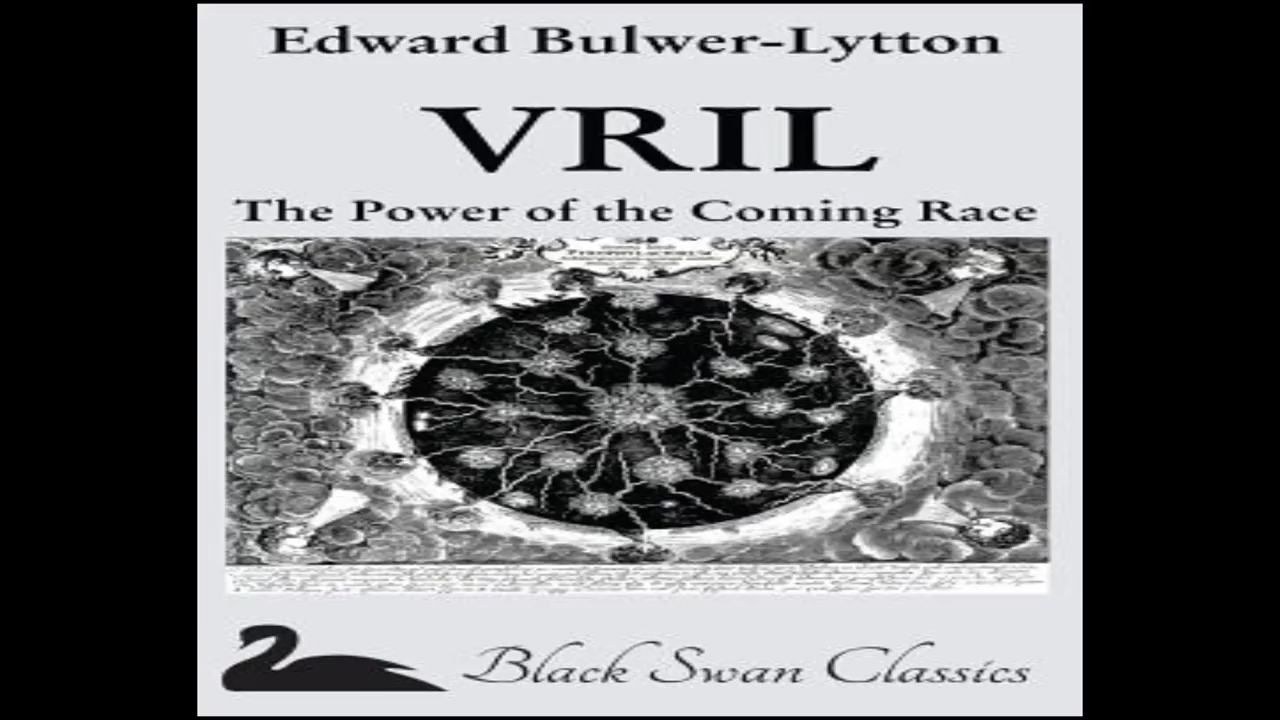 Edward Bulwer-Lytton
VRIL
The Power of the Coming Race
Black Swan Classics